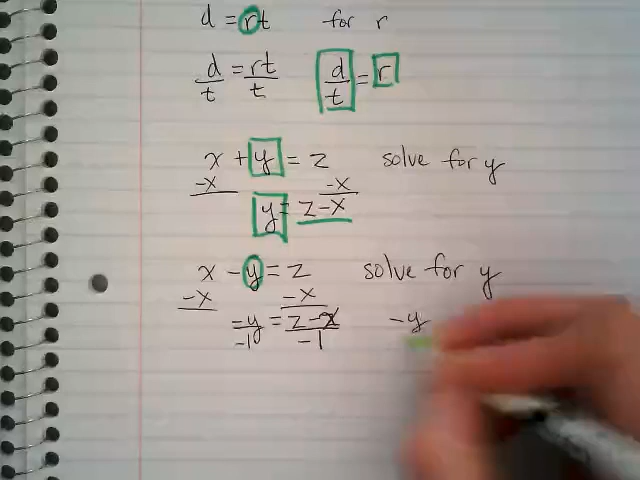 d = rt for r
d/t = rt/t d/t = r
x + y = z solve for y
-x -x
y = z - x
x - y = z solve for y
-x -x
-y/-1 = z - x/-1 -y